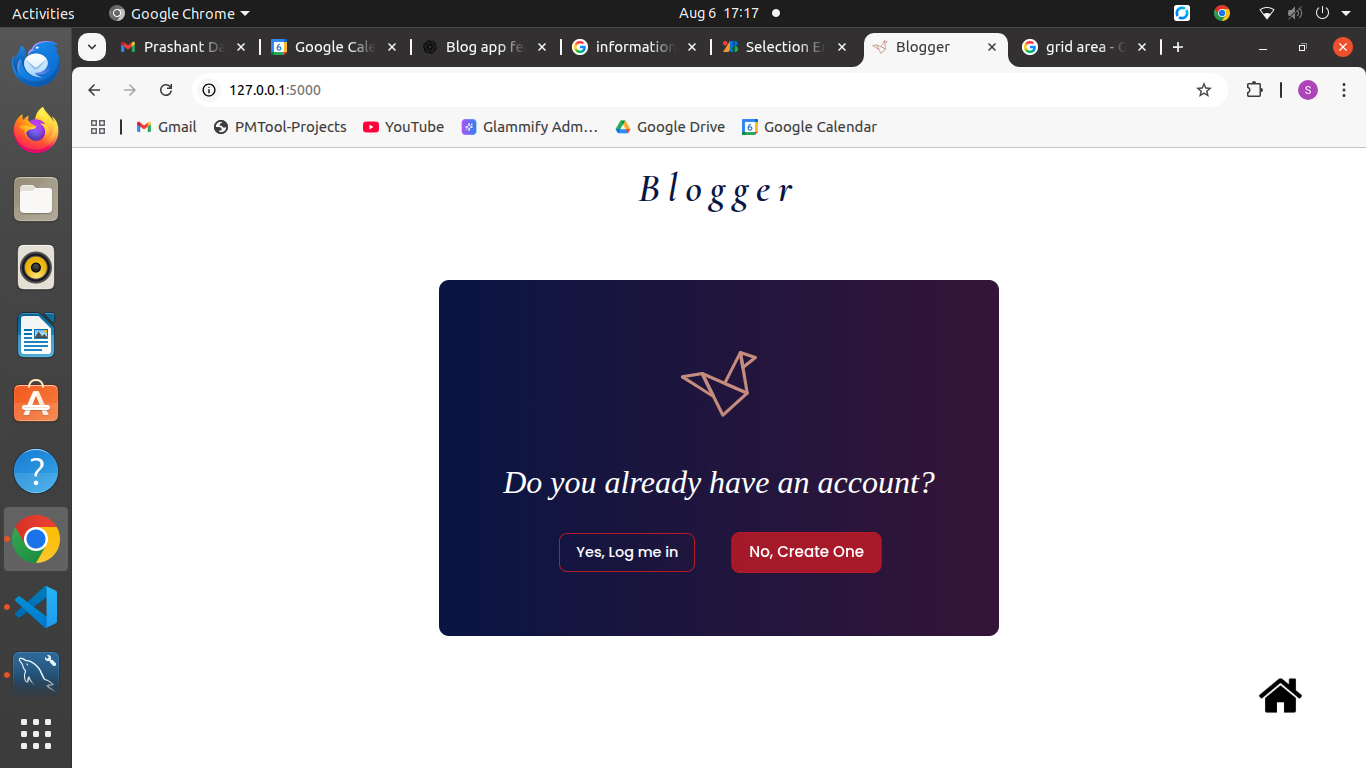 Activities
Google Chrome
Aug 6 17:17
Prashant Da
6
Google Cale
Blog app fe
information
Selection E
Blogger
grid area - C
127.0.0.1:5000
S
Gmail
PMTool-Projects
YouTube
Glammify Adm...
Google Drive
6
Google Calendar
Blogger
Do you already have an account?
Yes, Log me in
No, Create One